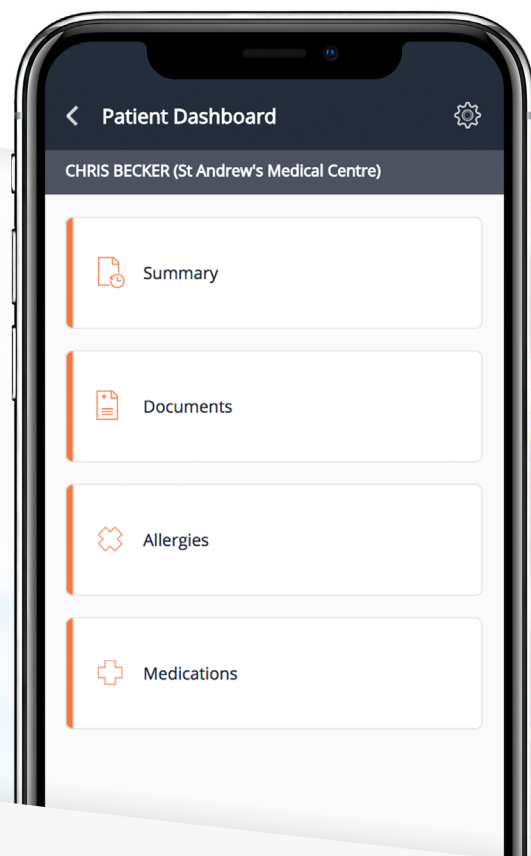 Patient Dashboard
CHRIS BECKER (St Andrew's Medical Centre)
Summary
Documents
Allergies
Medications